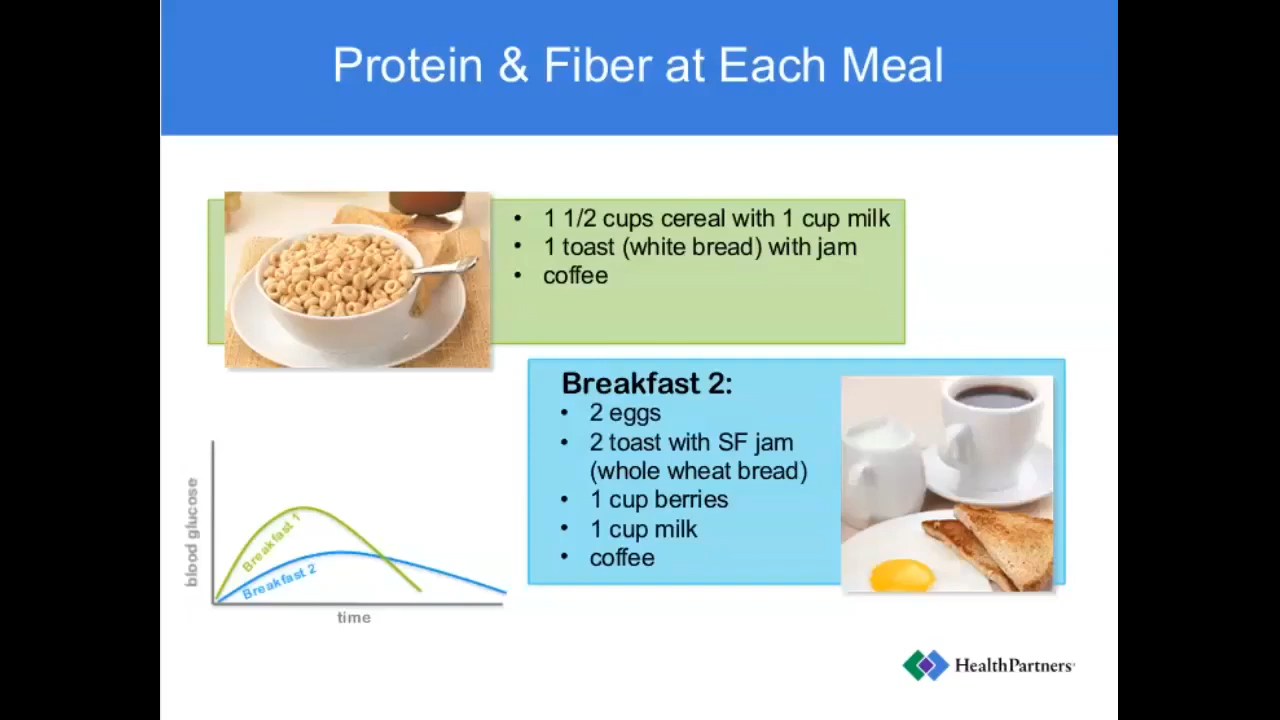 Protein & Fiber at Each Meal
• 1 1/2 cups cereal with 1 cup milk
• 1 toast (white bread) with jam
• coffee
Breakfast 2:
• 2 eggs
• 2 toast with SF jam
(whole wheat bread)
• 1 cup berries
• 1 cup milk
• coffee
blood glucose
Breakfast 1
Breakfast 2
time
HealthPartners